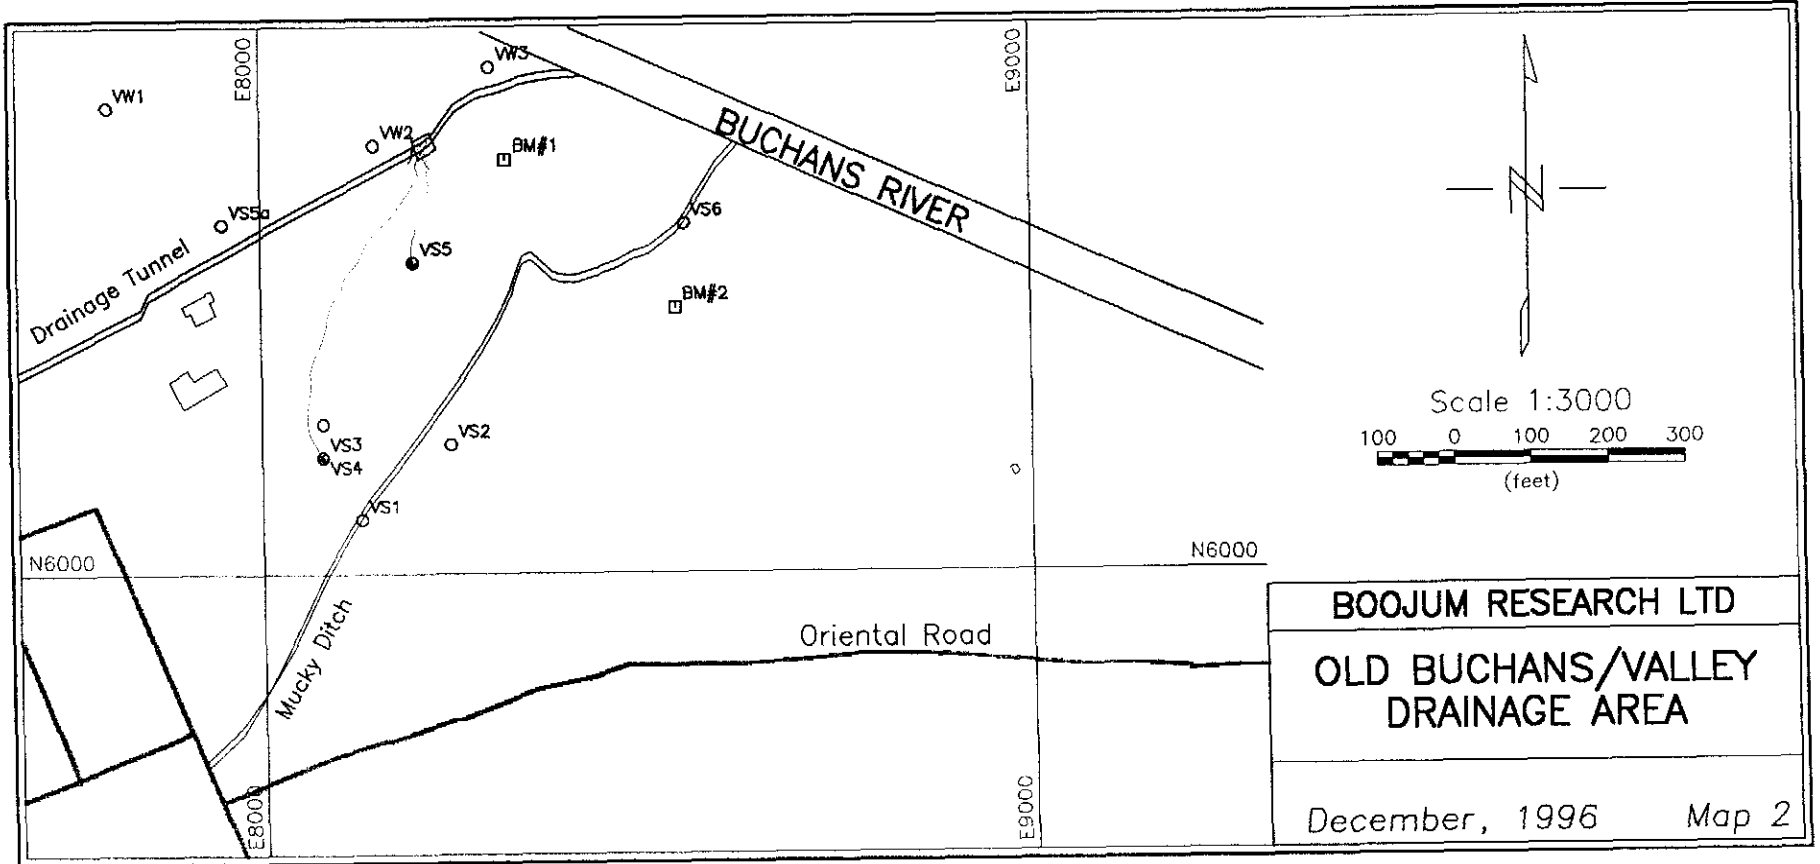 E8000
VW3
E9000
VW1
BUCHANS RIVER
VW2
BM#1
VS5a
VS6
VS5
Drainage Tunnel
BM#2
N
Scale 1:3000
100 0 100 200 300
(feet)
VS3
VS2
VS4
VS1
N6000
N6000
Mucky Ditch
Oriental Road
E8000
E9000
BOOJUM RESEARCH LTD
OLD BUCHANS/VALLEY
DRAINAGE AREA
December, 1996 Map 2